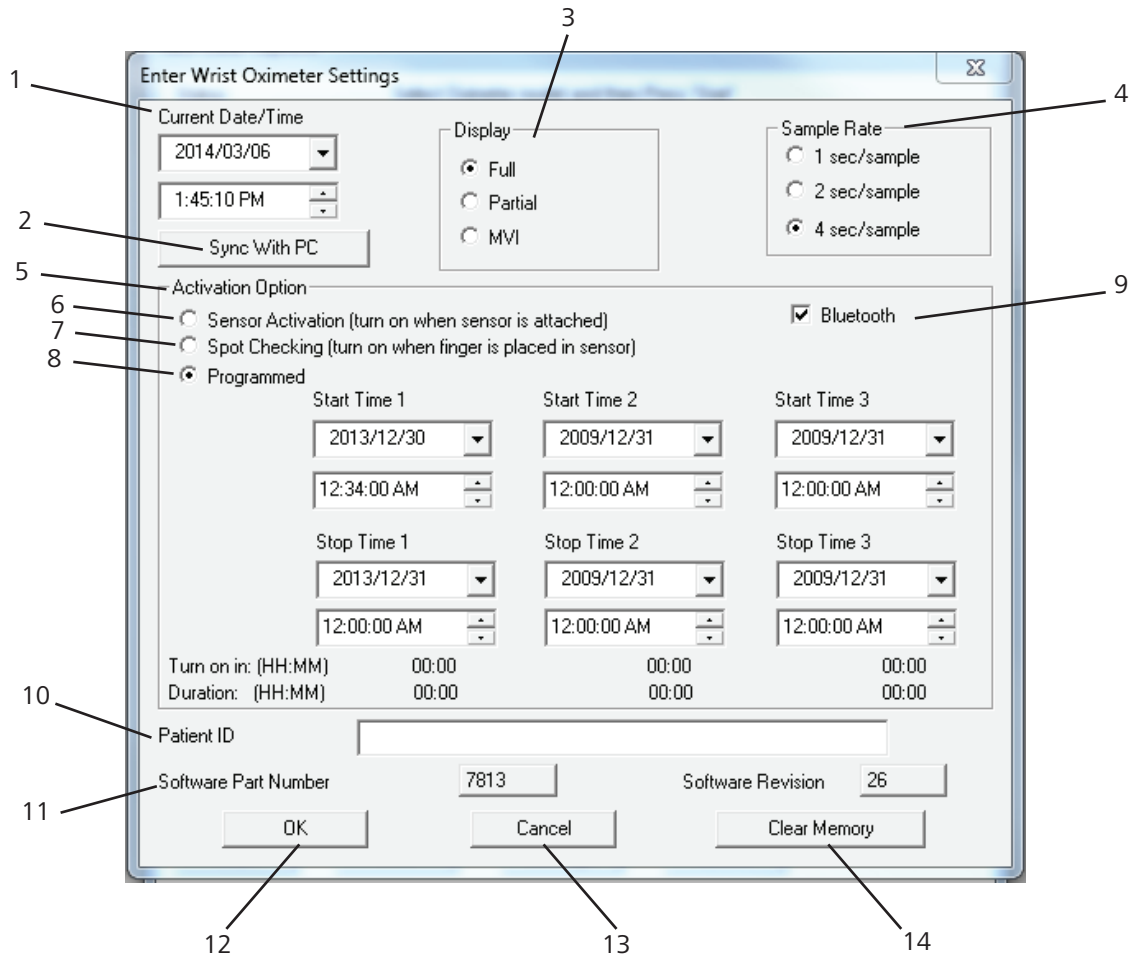 3
Enter Wrist Oximeter Settings
1
4
Current Date/Time
Display
Sample Rate
2014/03/06
Full
1 sec/sample
1:45:10 PM
Partial
2 sec/sample
2
Sync With PC
MVI
4 sec/sample
5
Activation Option
9
6
Sensor Activation (turn on when sensor is attached)
Bluetooth
7
Spot Checking (turn on when finger is placed in sensor)
8
Programmed
Start Time 1 Start Time 2 Start Time 3
2013/12/30 2009/12/31 2009/12/31
12:34:00 AM 12:00:00 AM 12:00:00 AM
Stop Time 1 Stop Time 2 Stop Time 3
2013/12/31 2009/12/31 2009/12/31
12:00:00 AM 12:00:00 AM 12:00:00 AM
Turn on in: (HH:MM) 00:00 00:00 00:00
Duration: (HH:MM) 00:00 00:00 00:00
10
Patient ID
11
Software Part Number 7813 Software Revision 26
OK Cancel Clear Memory
12 13 14